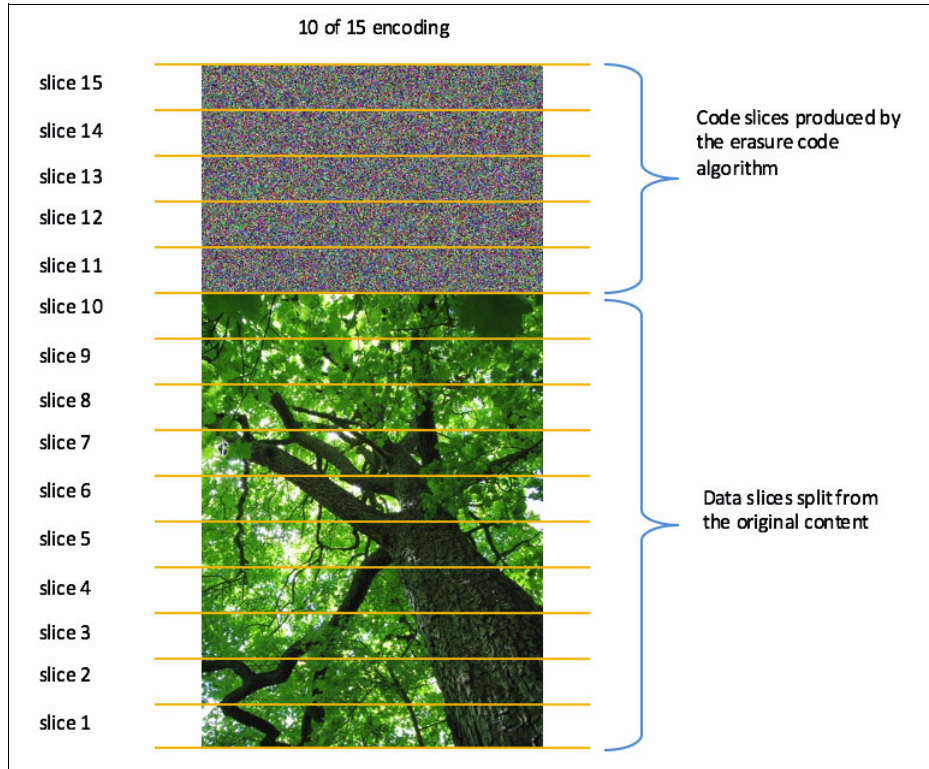 10 of 15 encoding
slice 15
slice 14
slice 13
slice 12
slice 11
slice 10
slice 9
slice 8
slice 7
slice 6
slice 5
slice 4
slice 3
slice 2
slice 1
Code slices produced by
the erasure code
algorithm
Data slices split from
the original content